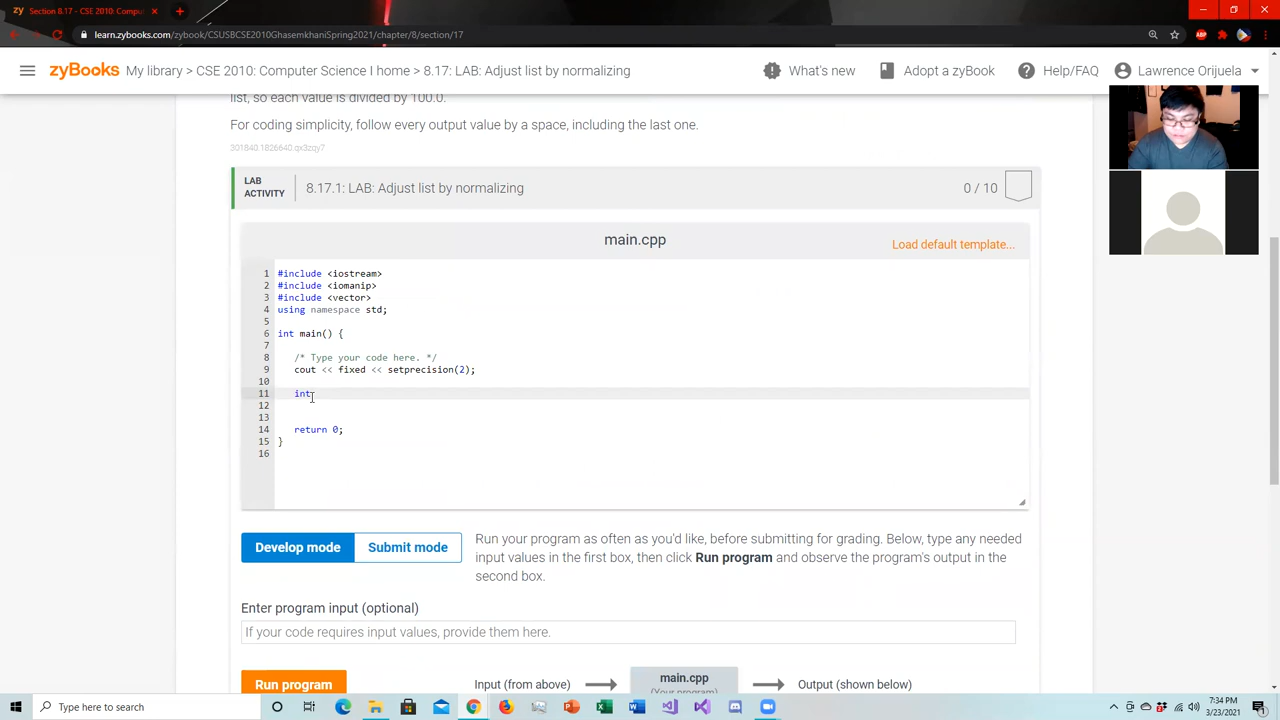 zy Section 8.17 - CSE 2010: Comput
learn.zybooks.com/zybook/CSUSBCSE2010GhasemkhaniSpring2021/chapter/8/section/17
zyBooks My library > CSE 2010: Computer Science I home > 8.17: LAB: Adjust list by normalizing
What's new
Adopt a zyBook
Help/FAQ
Lawrence Orijuela
list, so each value is divided by 100.0.
For coding simplicity, follow every output value by a space, including the last one.
301840.1826640.qx3zqy7
LAB
ACTIVITY
8.17.1: LAB: Adjust list by normalizing
0 / 10
main.cpp
Load default template...
1 #include <iostream>
2 #include <iomanip>
3 #include <vector>
4 using namespace std;
5
6 int main() {
7
8 /* Type your code here. */
9 cout << fixed << setprecision(2);
10
11 int
12
13
14 return 0;
15 }
16
Develop mode
Submit mode
Run your program as often as you'd like, before submitting for grading. Below, type any needed
input values in the first box, then click Run program and observe the program's output in the
second box.
Enter program input (optional)
If your code requires input values, provide them here.
Run program
Input (from above)
main.cpp
(Your program)
Output (shown below)
Type here to search
7:34 PM
3/23/2021